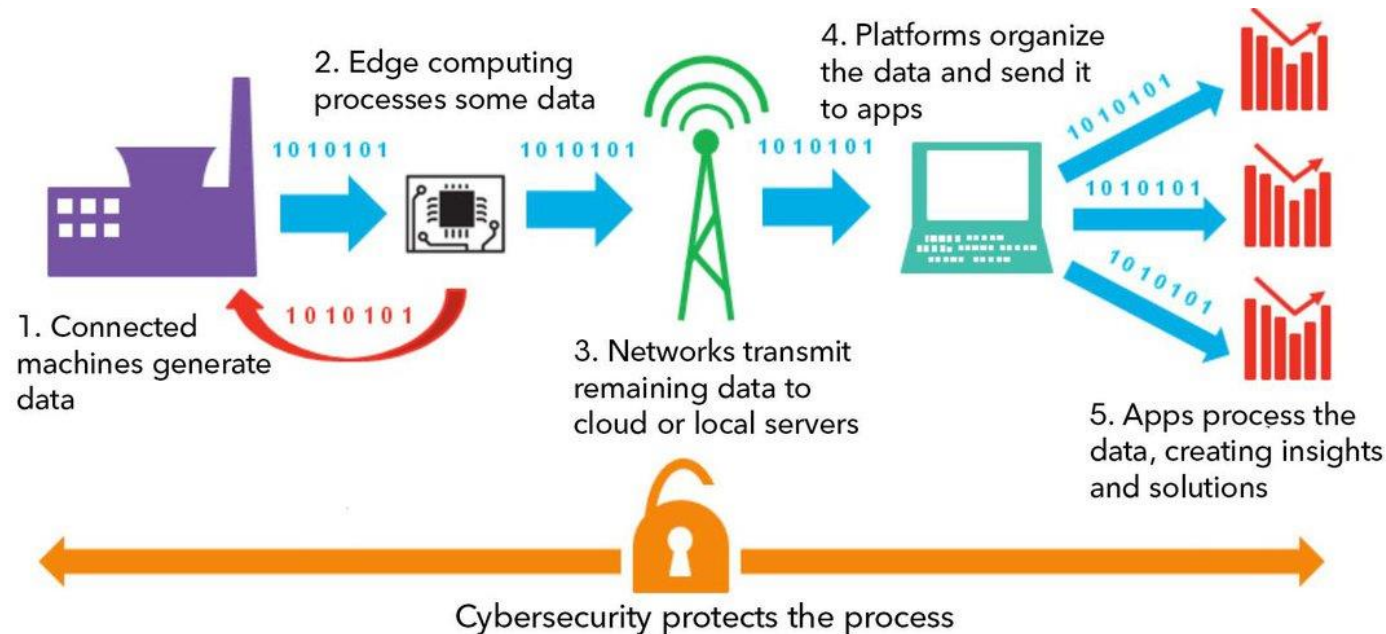 1. Connected
machines generate
data
2. Edge computing
processes some data
1010101
1010101
1010101
3. Networks transmit
remaining data to
cloud or local servers
1010101
4. Platforms organize
the data and send it
to apps
1010101
1010101
1010101
5. Apps process the
data, creating insights
and solutions
Cybersecurity protects the process